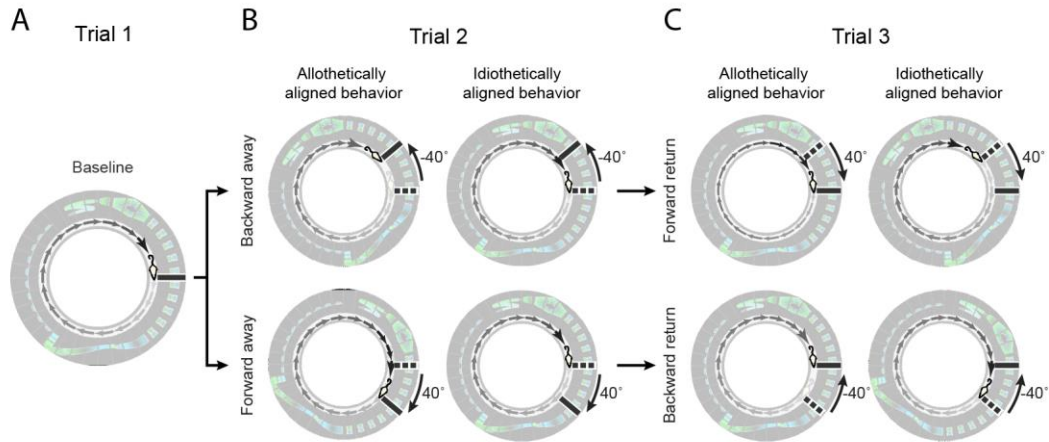 A
Trial 1
Baseline
B
Trial 2
Allothetically
aligned behavior
Idiothetically
aligned behavior
Backward away
-40°
-40°
Forward away
40°
40°
C
Trial 3
Allothetically
aligned behavior
Idiothetically
aligned behavior
Forward return
40°
40°
Backward return
-40°
-40°